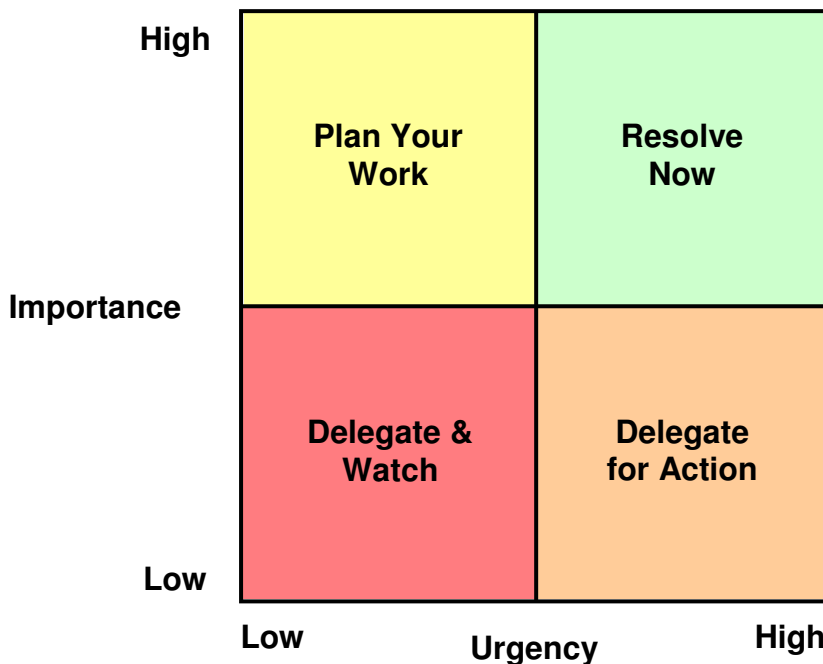 High
Plan Your
Work
Resolve
Now
Importance
Delegate &
Watch
Delegate
for Action
Low
Low
Urgency
High